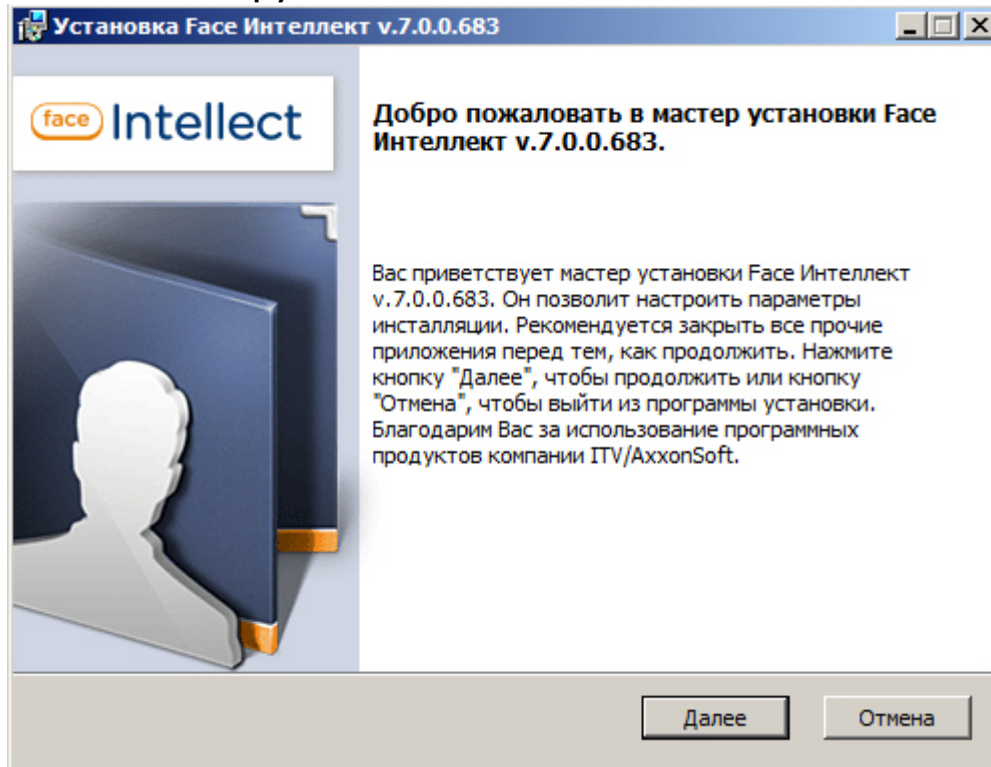 Установка Face Интеллект v.7.0.0.683
face Intellect
Добро пожаловать в мастер установки Face
Интеллект v.7.0.0.683.
Вас приветствует мастер установки Face Интеллект
v.7.0.0.683. Он позволит настроить параметры
инсталляции. Рекомендуется закрыть все прочие
приложения перед тем, как продолжить. Нажмите
кнопку "Далее", чтобы продолжить или кнопку
"Отмена", чтобы выйти из программы установки.
Благодарим Вас за использование программных
продуктов компании ITV/AxxonSoft.
Далее
Отмена